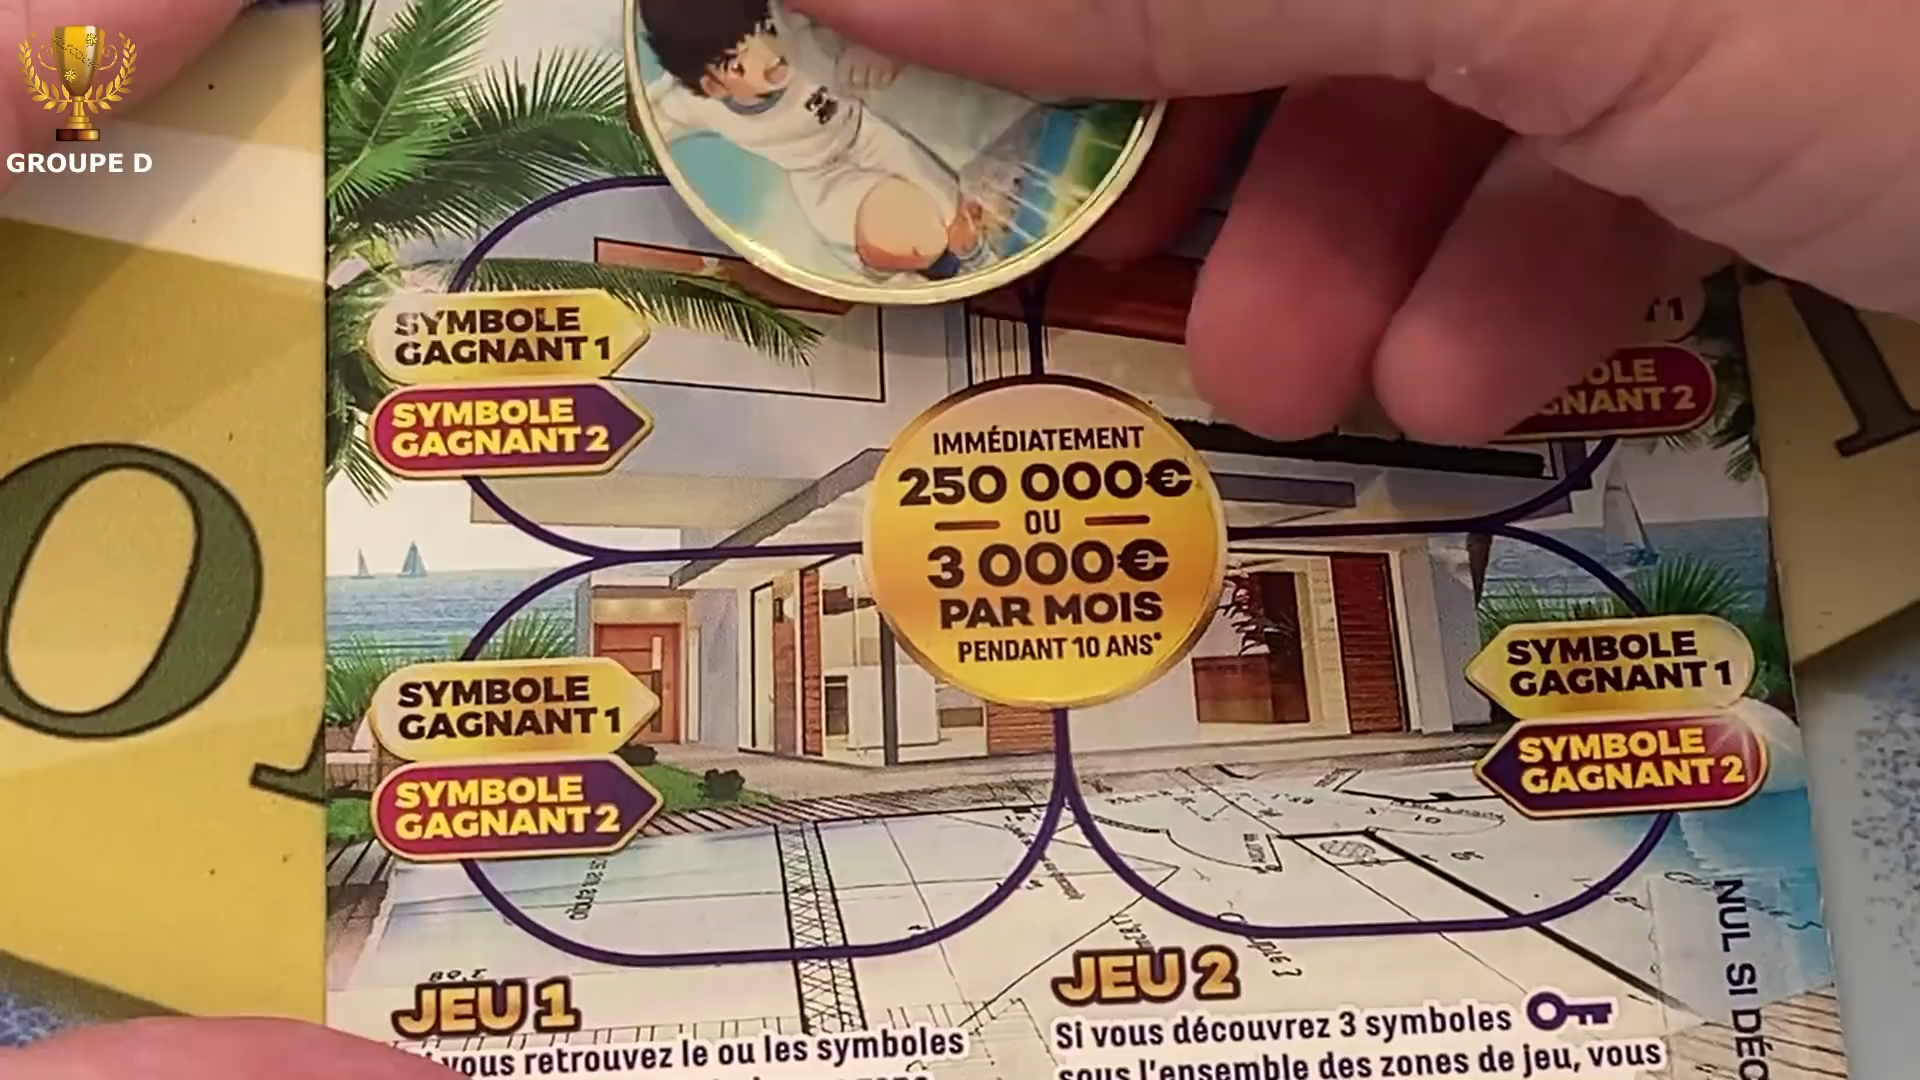 GROUPE D
SYMBOLE
GAGNANT 1
SYMBOLE
GAGNANT 2
GNANT 2
IMMÉDIATEMENT
250 000€
OU
3 000€
PAR MOIS
PENDANT 10 ANS*
SYMBOLE
GAGNANT 1
SYMBOLE
GAGNANT 2
SYMBOLE
GAGNANT 1
SYMBOLE
GAGNANT 2
JEU 1
vous retrouvez le ou les symboles
JEU 2
Si vous découvrez 3 symboles
sous l'ensemble des zones de jeu, vous
NUL SI DÉC